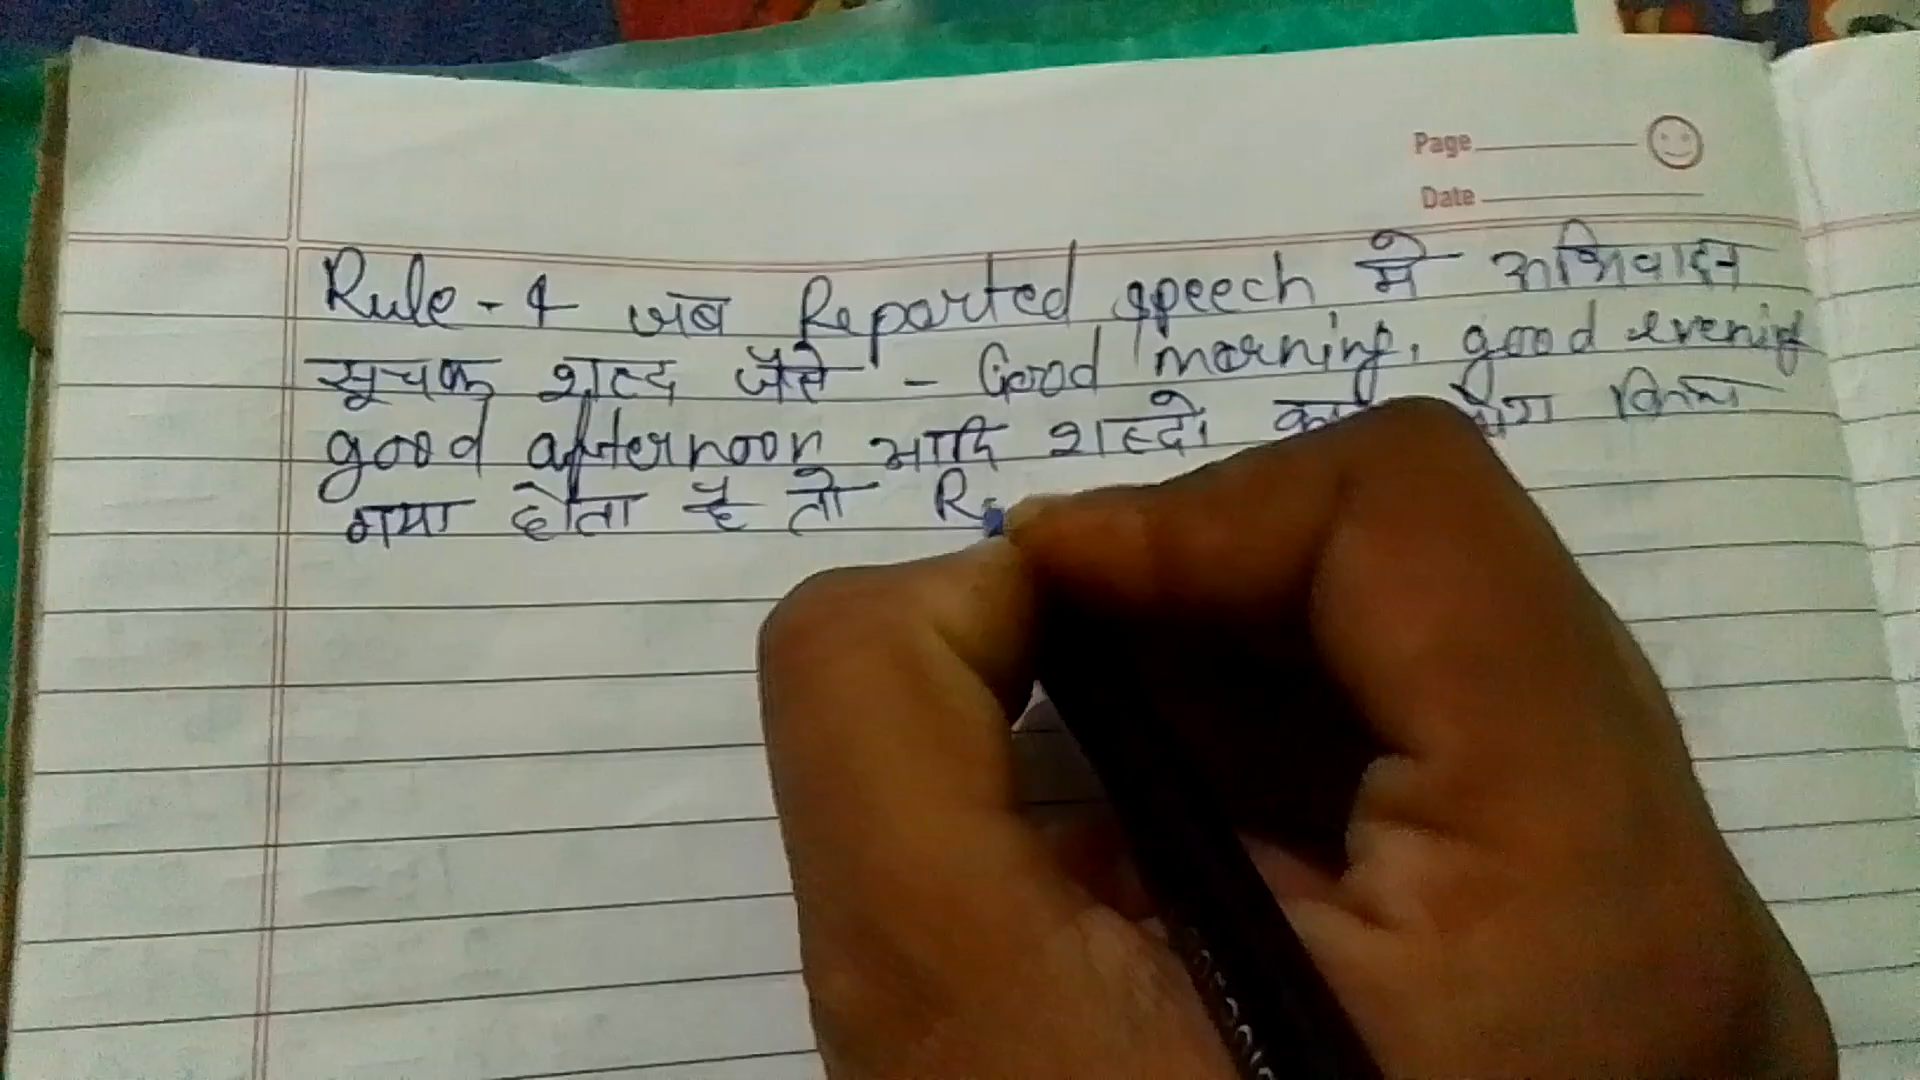 Page
Date
Rule - 4 जब Reported speech मे अभिवादन
सूचक शब्द जैसे - Good morning, good evening
good afternoon आदि शब्दों किया
गया होता है तो